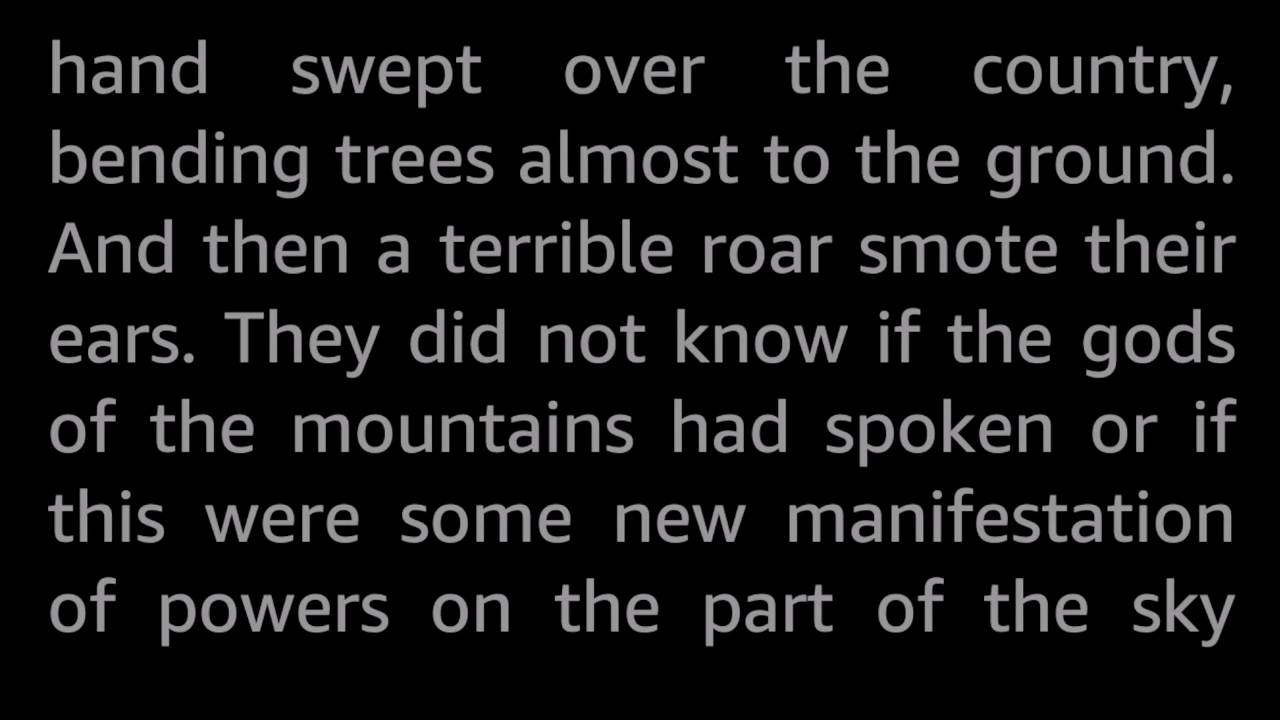 hand swept over the country,
bending trees almost to the ground.
And then a terrible roar smote their
ears. They did not know if the gods
of the mountains had spoken or if
this were some new manifestation
of powers on the part of the sky